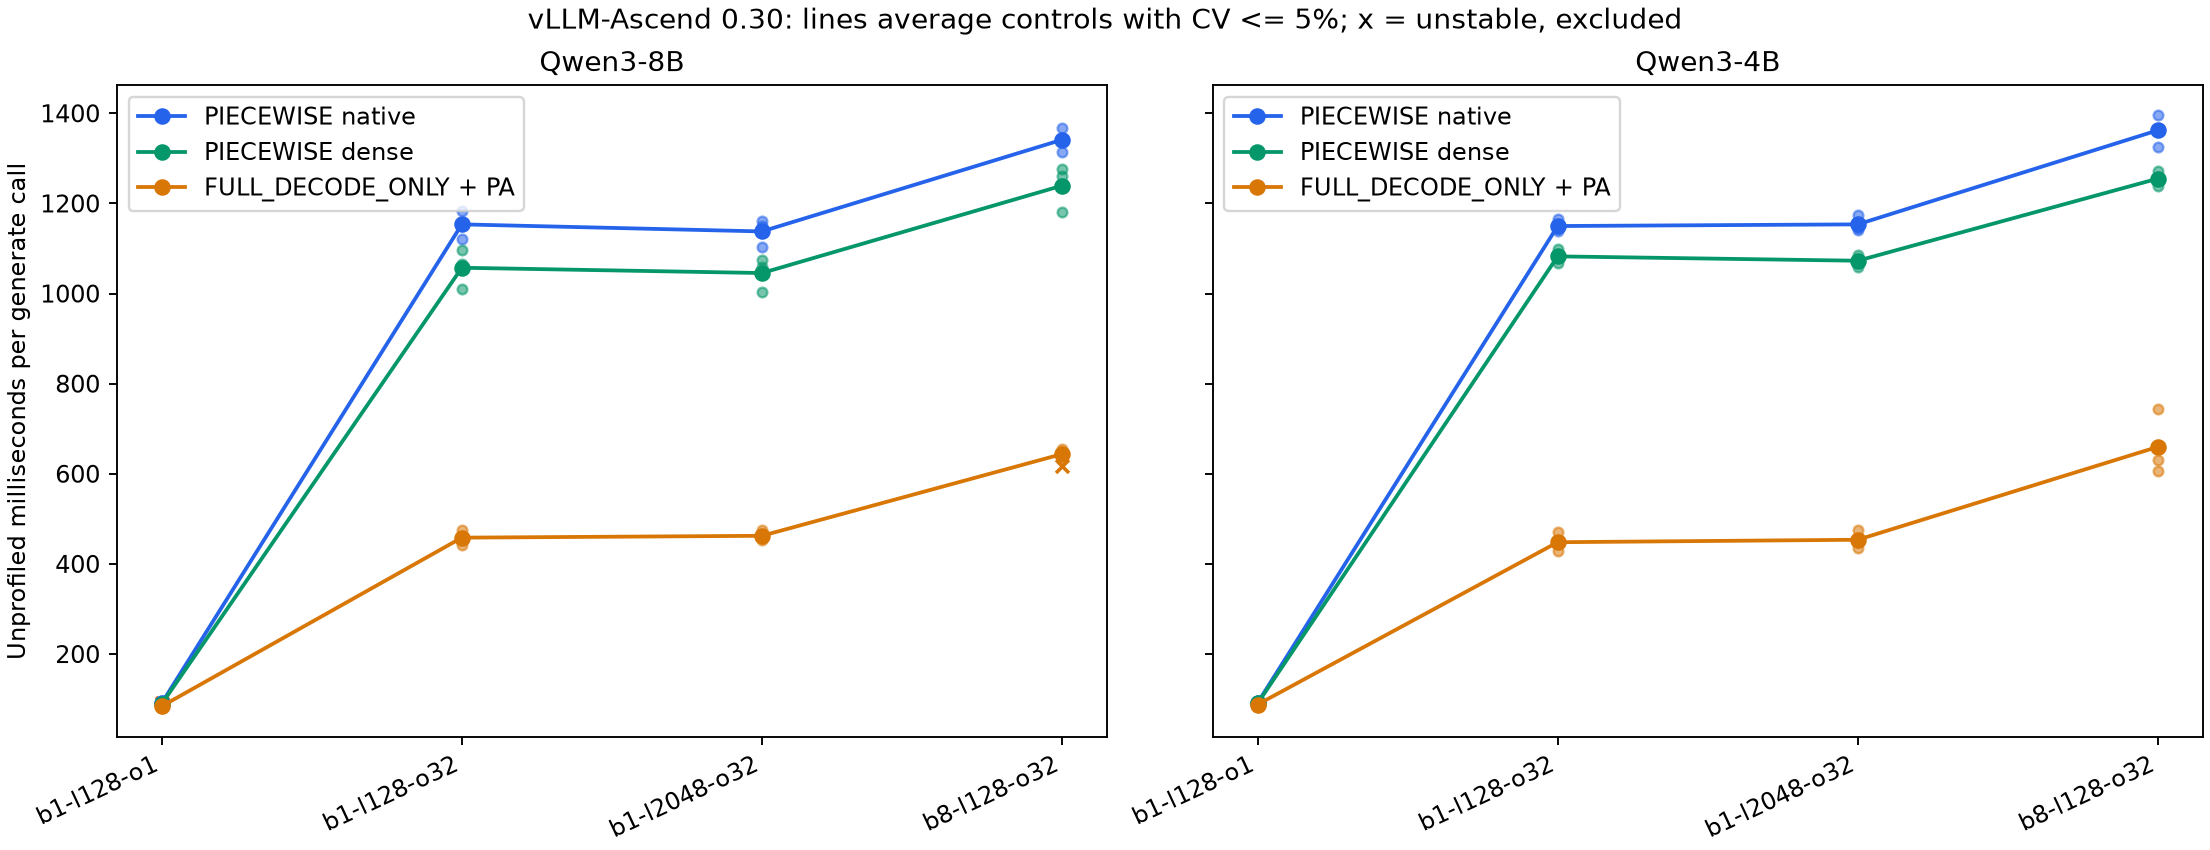 vLLM-Ascend 0.30: lines average controls with CV <= 5%; x = unstable, excluded
Qwen3-8B
PIECEWISE native
PIECEWISE dense
FULL_DECODE_ONLY + PA
Unprofiled milliseconds per generate call
1400
1200
1000
800
600
400
200
b1-l128-o1
b1-l128-o32
b1-l2048-o32
b8-l128-o32
Qwen3-4B
PIECEWISE native
PIECEWISE dense
FULL_DECODE_ONLY + PA
b1-l128-o1
b1-l128-o32
b1-l2048-o32
b8-l128-o32